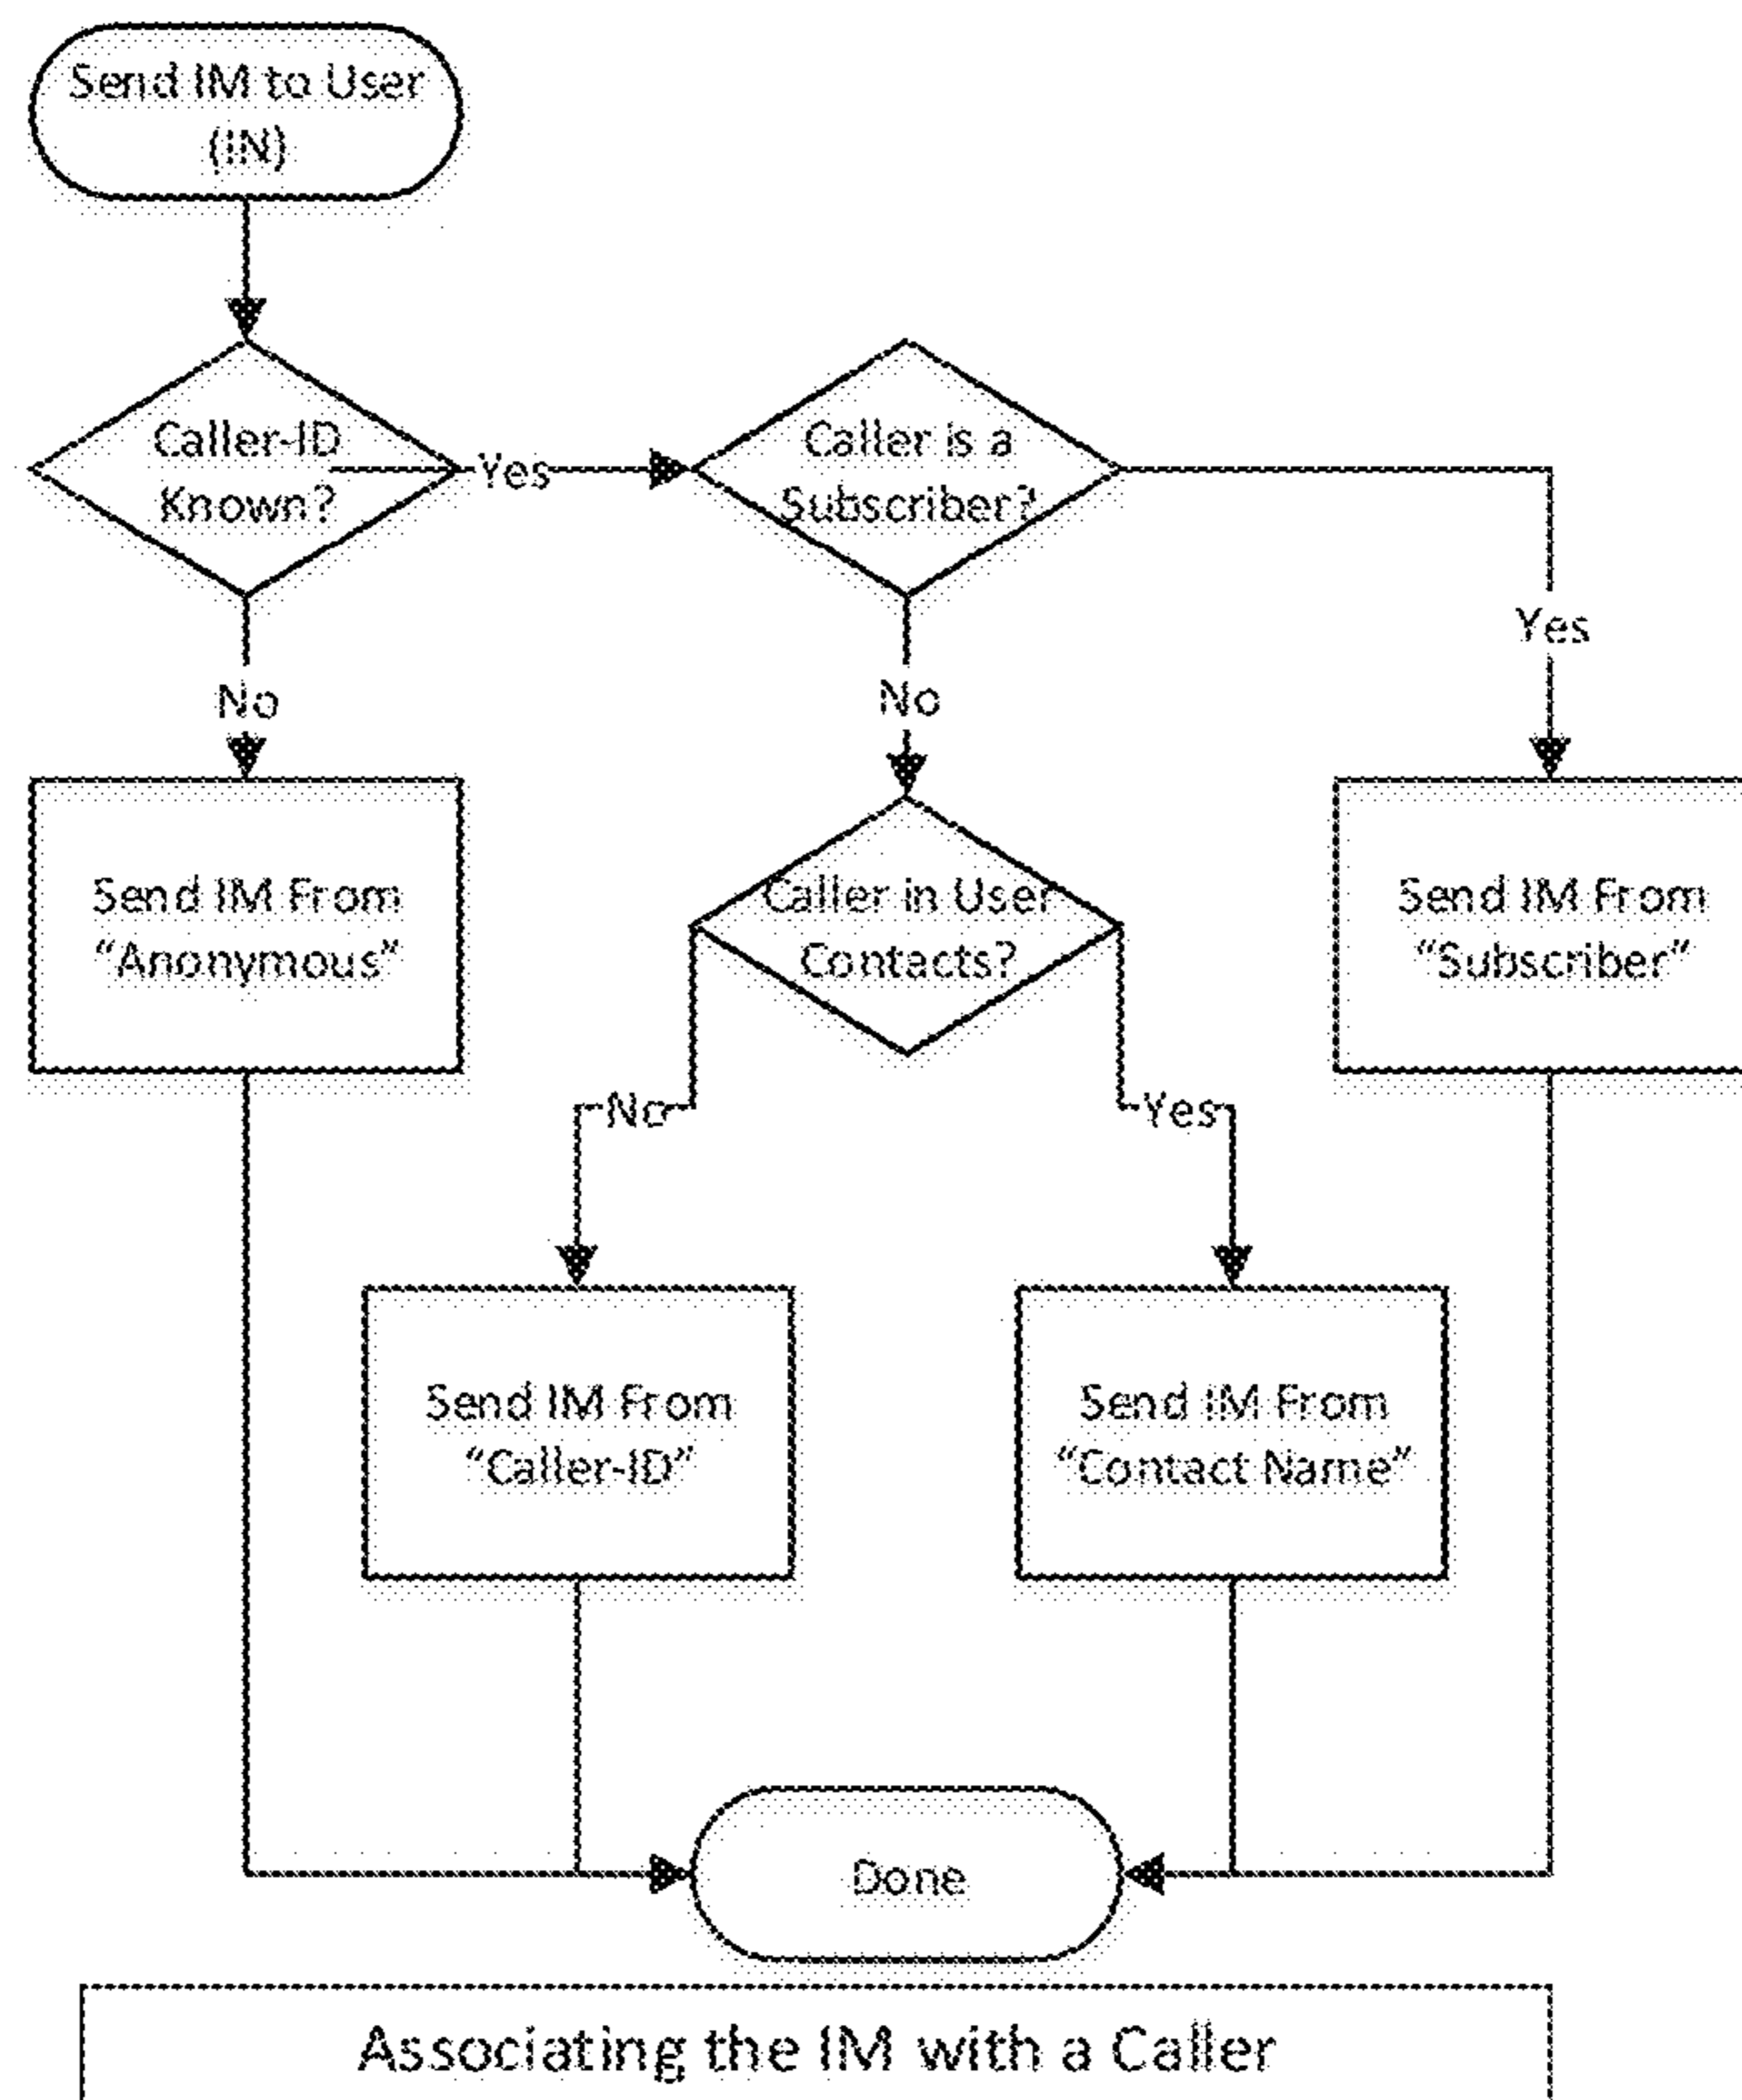 Send IM to User
(IN)
Caller-ID
Known?
Yes
Caller is a
Subscriber?
Yes
No
No
Send IM From
“Anonymous”
Caller in User
Contacts?
Send IM From
“Subscriber”
No
Yes
Send IM From
“Caller-ID”
Send IM From
“Contact Name”
Done
Associating the IM with a Caller